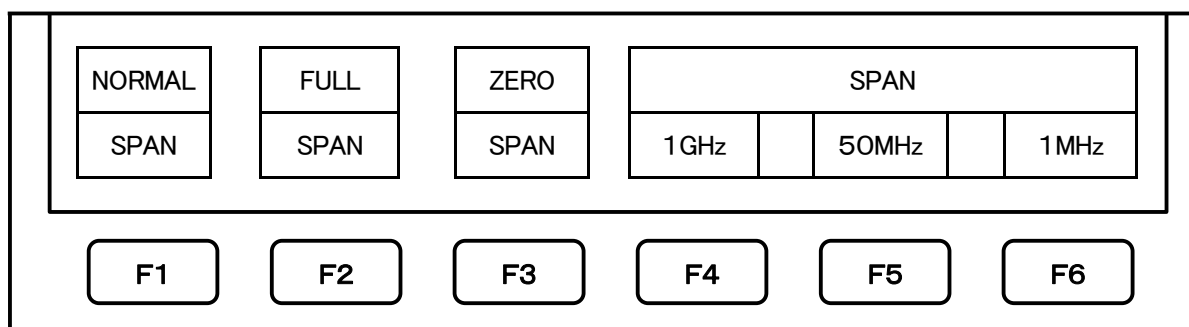 NORMAL FULL ZERO SPAN
SPAN SPAN SPAN 1GHz 50MHz 1MHz
F1 F2 F3 F4 F5 F6